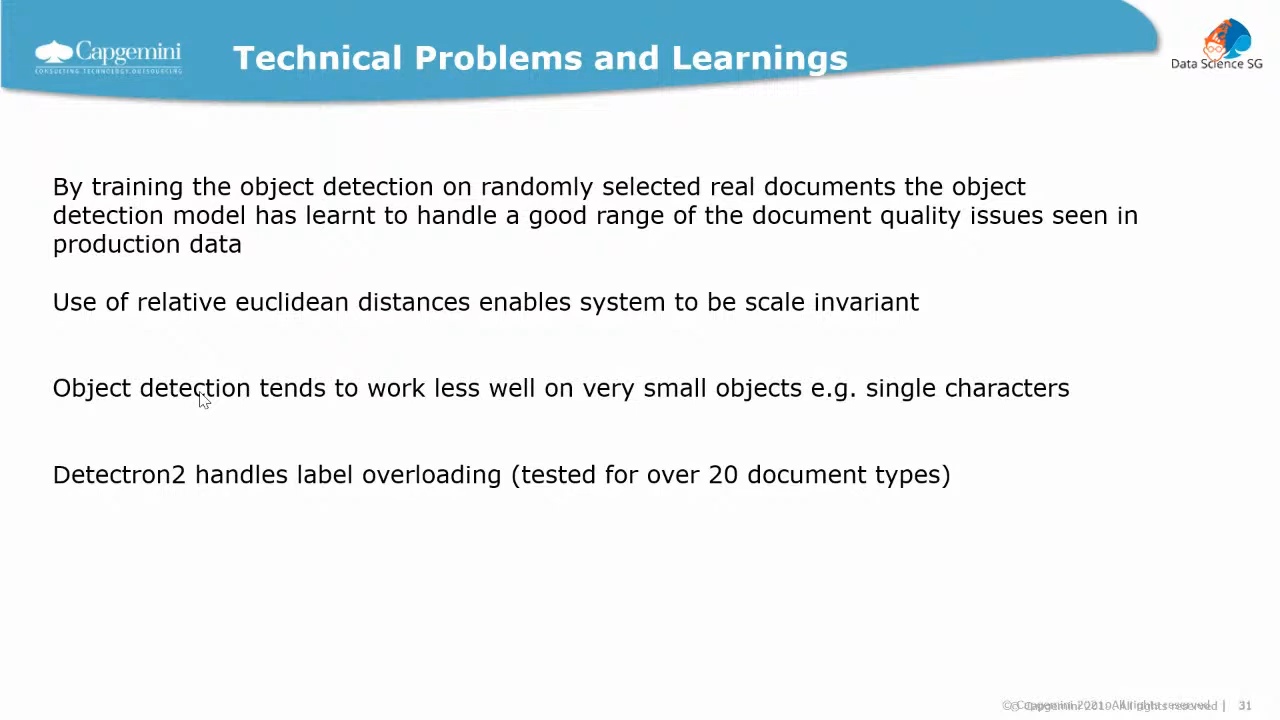 Capgemini
CONSULTING.TECHNOLOGY.OUTSOURCING
Technical Problems and Learnings
Data Science SG
By training the object detection on randomly selected real documents the object
detection model has learnt to handle a good range of the document quality issues seen in
production data
Use of relative euclidean distances enables system to be scale invariant
Object detection tends to work less well on very small objects e.g. single characters
Detectron2 handles label overloading (tested for over 20 document types)
31